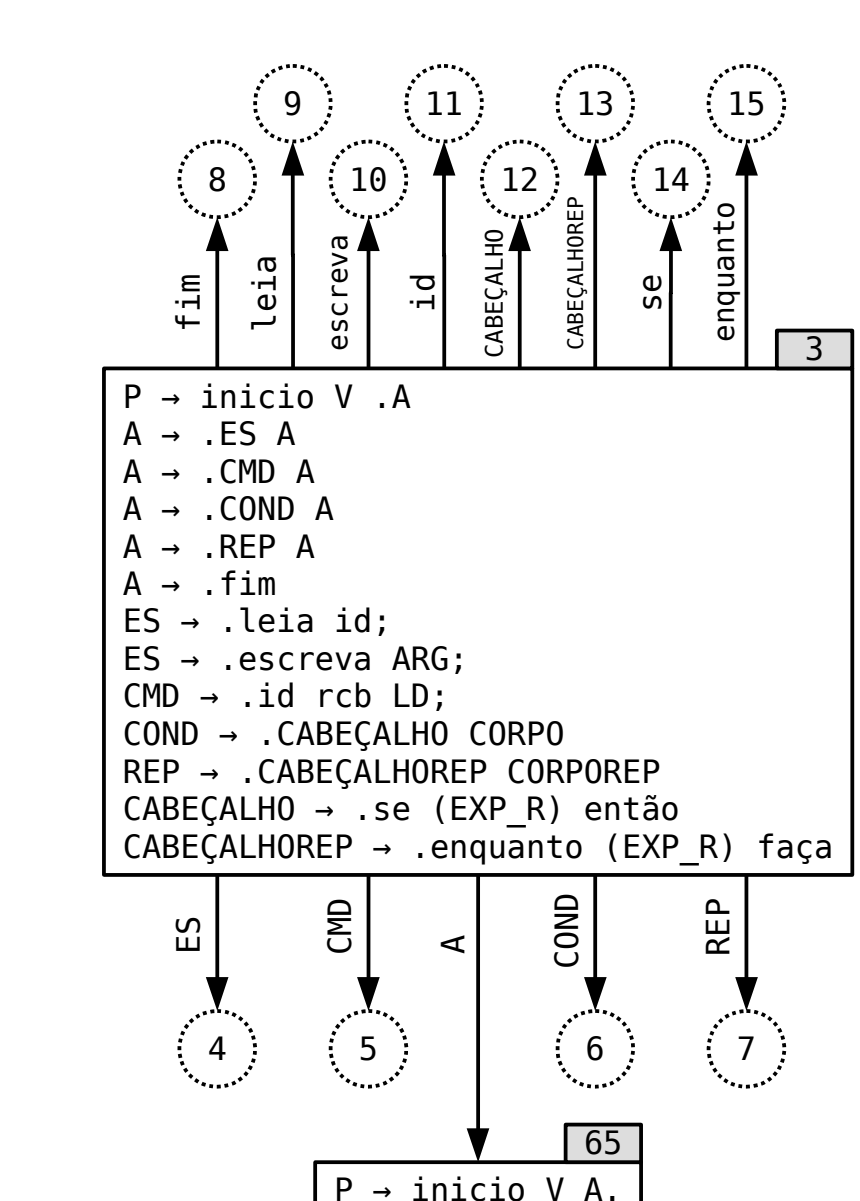 9
11
13
15
8
10
12
14
fim
leia
escreva
id
CABEÇALHO
CABEÇALHOREP
se
enquanto
3
P → inicio V .A
A → .ES A
A → .CMD A
A → .COND A
A → .REP A
A → .fim
ES → .leia id;
ES → .escreva ARG;
CMD → .id rcb LD;
COND → .CABEÇALHO CORPO
REP → .CABEÇALHOREP CORPOREP
CABEÇALHO → .se (EXP_R) então
CABEÇALHOREP → .enquanto (EXP_R) faça
ES
CMD
A
COND
REP
4
5
6
7
65
P → inicio V A.